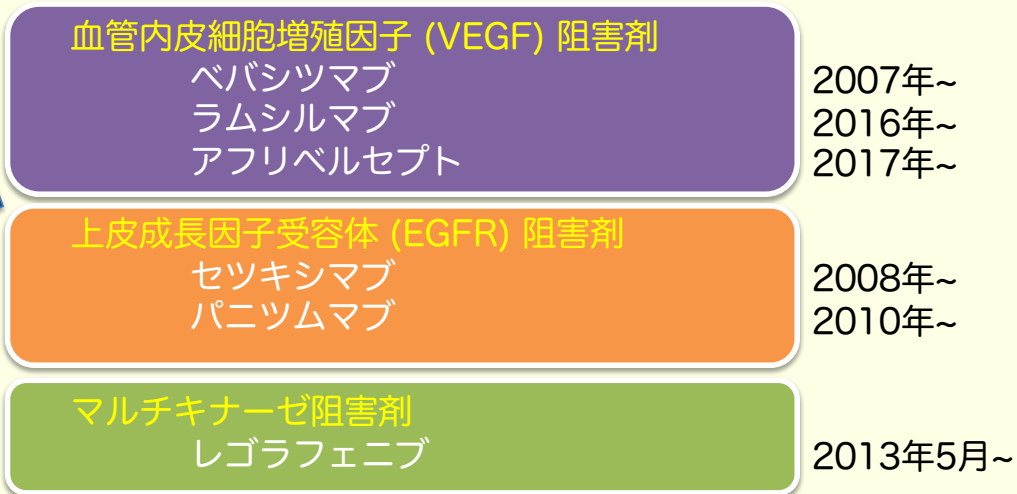 血管内皮細胞増殖因子 (VEGF) 阻害剤
ベバシツマブ 2007年~
ラムシルマブ 2016年~
アフリベルセプト 2017年~
上皮成長因子受容体 (EGFR) 阻害剤
セツキシマブ 2008年~
パニツムマブ 2010年~
マルチキナーゼ阻害剤
レゴラフェニブ 2013年5月~